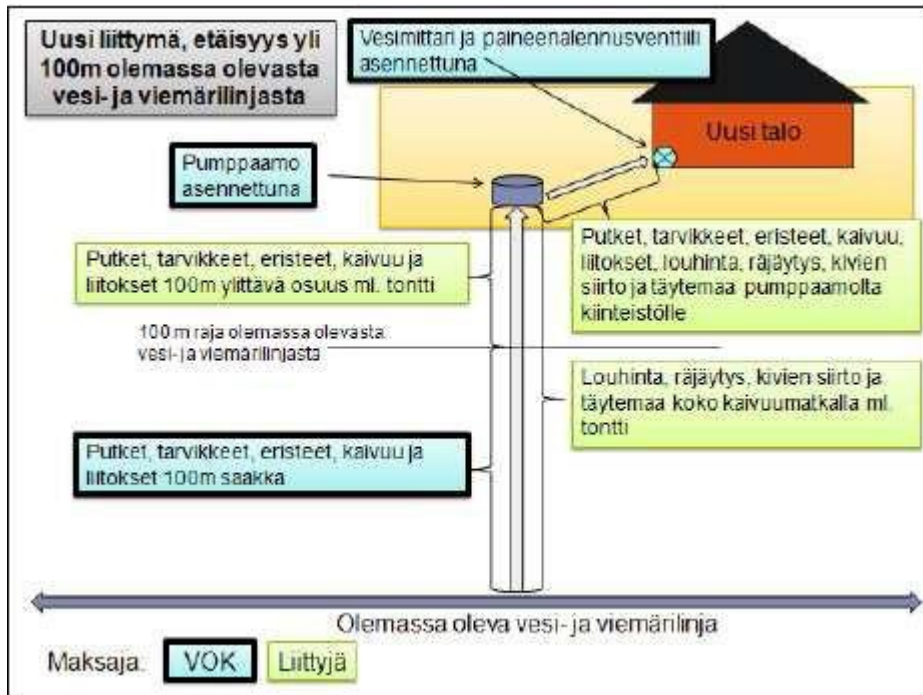 Uusi liittymä, etäisyys yli
100m olemassa olevasta
vesi- ja viemärilinjasta
Vesimittari ja paineenalennusventtiili
asennettuna
Uusi talo
Pumppaamo
asennettuna
Putket, tarvikkeet, eristeet, kaivuu ja
liitokset 100m ylittävä osuus ml. tontti
Putket, tarvikkeet, eristeet, kaivuu,
liitokset, louhinta, räjäytys, kivien
siirto ja täytemaa pumppaamolta
kiinteistölle
100 m raja olemassa olevasta
vesi- ja viemärilinjasta
Louhinta, räjäytys, kivien siirto ja
täytemaa koko kaivuumatkalla ml.
tontti
Putket, tarvikkeet, eristeet, kaivuu ja
liitokset 100m saakka
Olemassa oleva vesi- ja viemärilinja
Maksaja: VOK Liittyjä